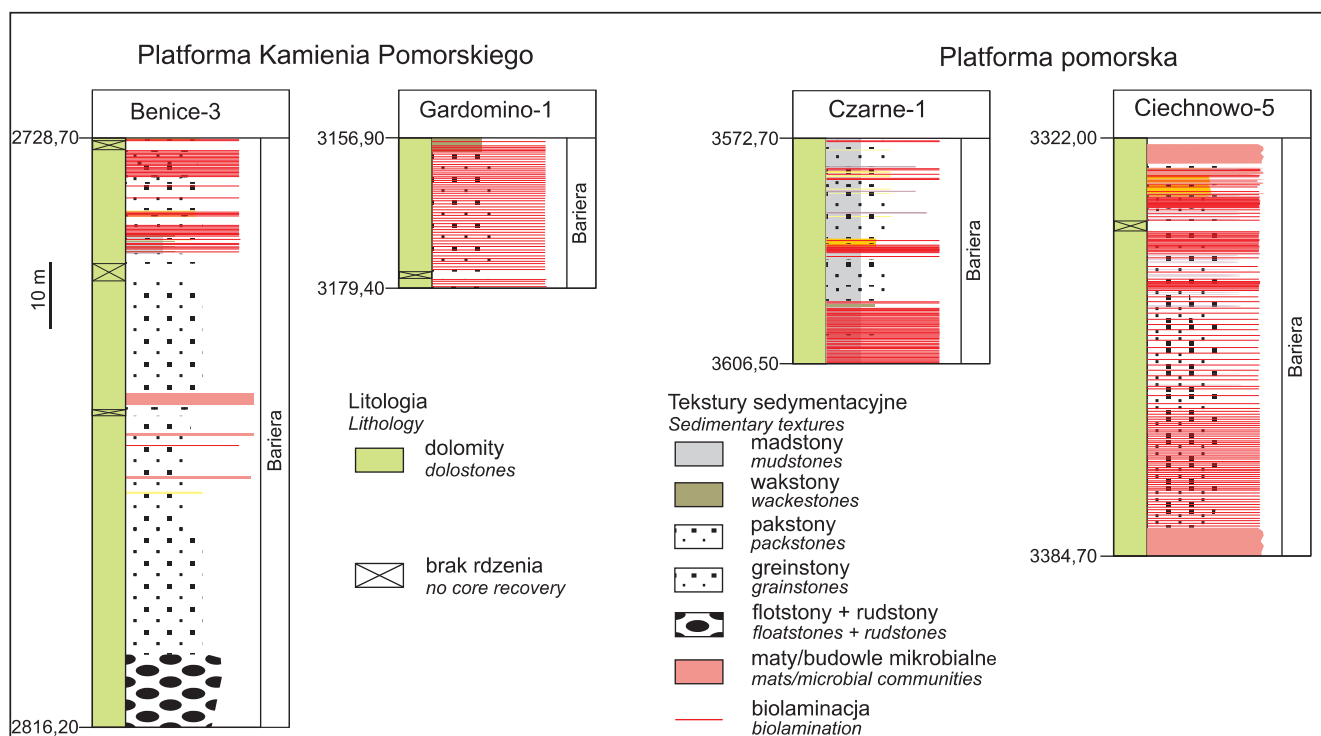 Platforma Kamienia Pomorskiego
Platforma pomorska
Benice-3
Gardomino-1
Czarne-1
Ciechnowo-5
2728,70
3156,90
3572,70
3322,00
Bariera
Bariera
Bariera
Bariera
10 m
3179,40
3606,50
3384,70
2816,20
Litologia
Lithology
dolomity
dolostones
brak rdzenia
no core recovery
Tekstury sedymentacyjne
Sedimentary textures
madstony
mudstones
wakstony
wackestones
pakstony
packstones
greinstony
grainstones
flotstony + rudstony
floatstones + rudstones
maty/budowle mikrobialne
mats/microbial communities
biolaminacja
biolamination